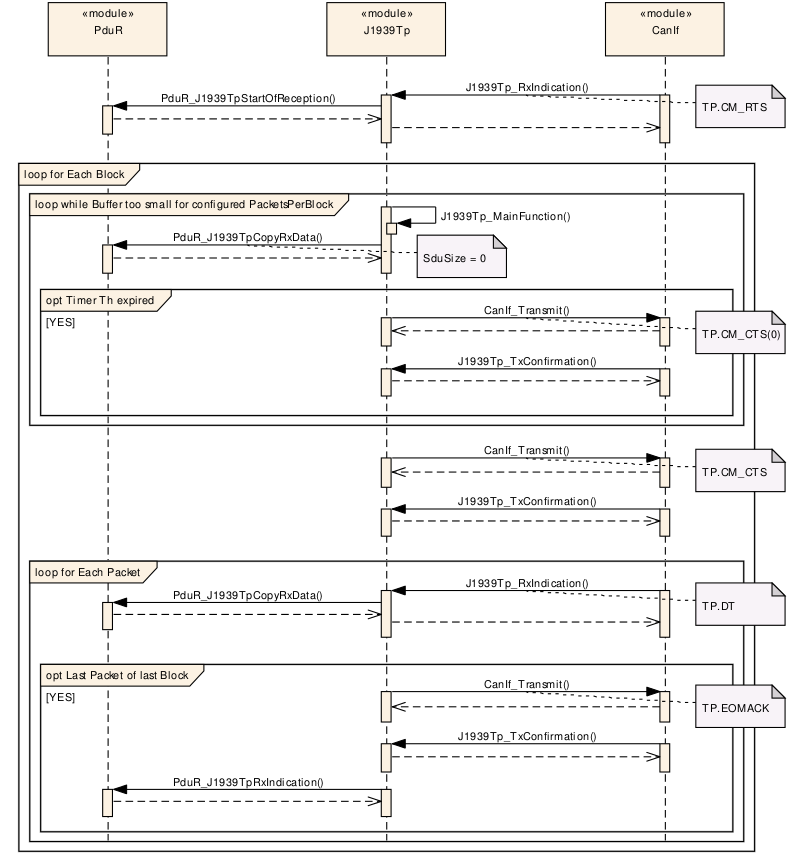 «module»
PduR
«module»
J1939Tp
«module»
CanIf
J1939Tp_RxIndication()
PduR_J1939TpStartOfReception()
TP.CM_RTS
loop for Each Block
loop while Buffer too small for configured PacketsPerBlock
J1939Tp_MainFunction()
PduR_J1939TpCopyRxData()
SduSize = 0
opt Timer Th expired
[YES]
CanIf_Transmit()
TP.CM_CTS(0)
J1939Tp_TxConfirmation()
CanIf_Transmit()
TP.CM_CTS
J1939Tp_TxConfirmation()
loop for Each Packet
J1939Tp_RxIndication()
PduR_J1939TpCopyRxData()
TP.DT
opt Last Packet of last Block
[YES]
CanIf_Transmit()
TP.EOMACK
J1939Tp_TxConfirmation()
PduR_J1939TpRxIndication()